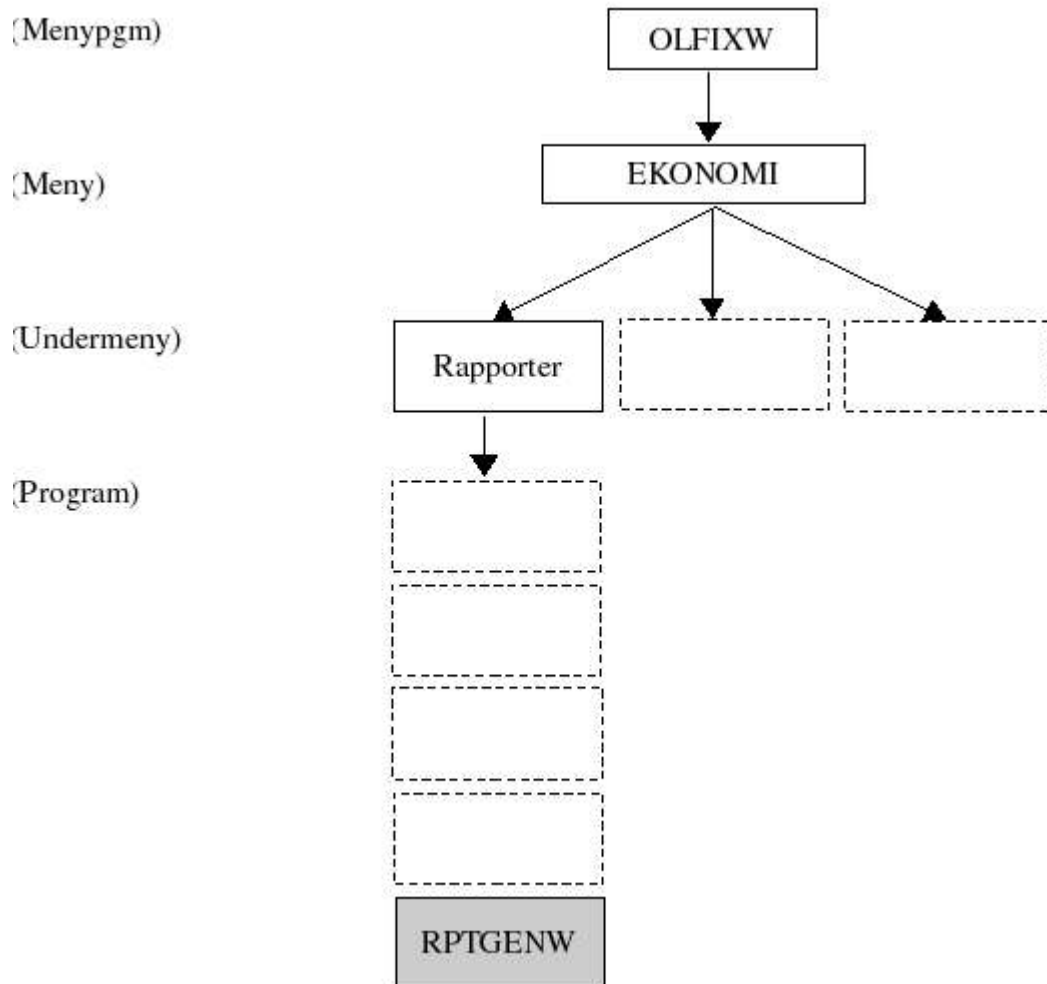 (Menypgm)
OLFIXW
(Meny)
EKONOMI
(Undermeny)
Rapporter
(Program)
RPTGENW